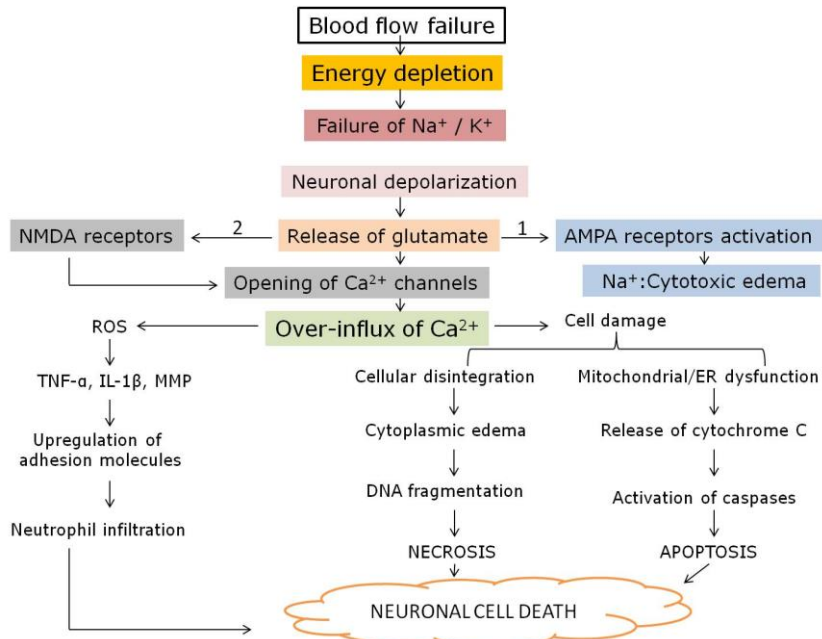 Blood flow failure
Energy depletion
Failure of Na⁺ / K⁺
Neuronal depolarization
NMDA receptors
2
Release of glutamate
1
AMPA receptors activation
Opening of Ca²⁺ channels
Na⁺:Cytotoxic edema
ROS
Over-influx of Ca²⁺
Cell damage
TNF-α, IL-1β, MMP
Cellular disintegration
Mitochondrial/ER dysfunction
Upregulation of
adhesion molecules
Cytoplasmic edema
Release of cytochrome C
DNA fragmentation
Activation of caspases
Neutrophil infiltration
NECROSIS
APOPTOSIS
NEURONAL CELL DEATH